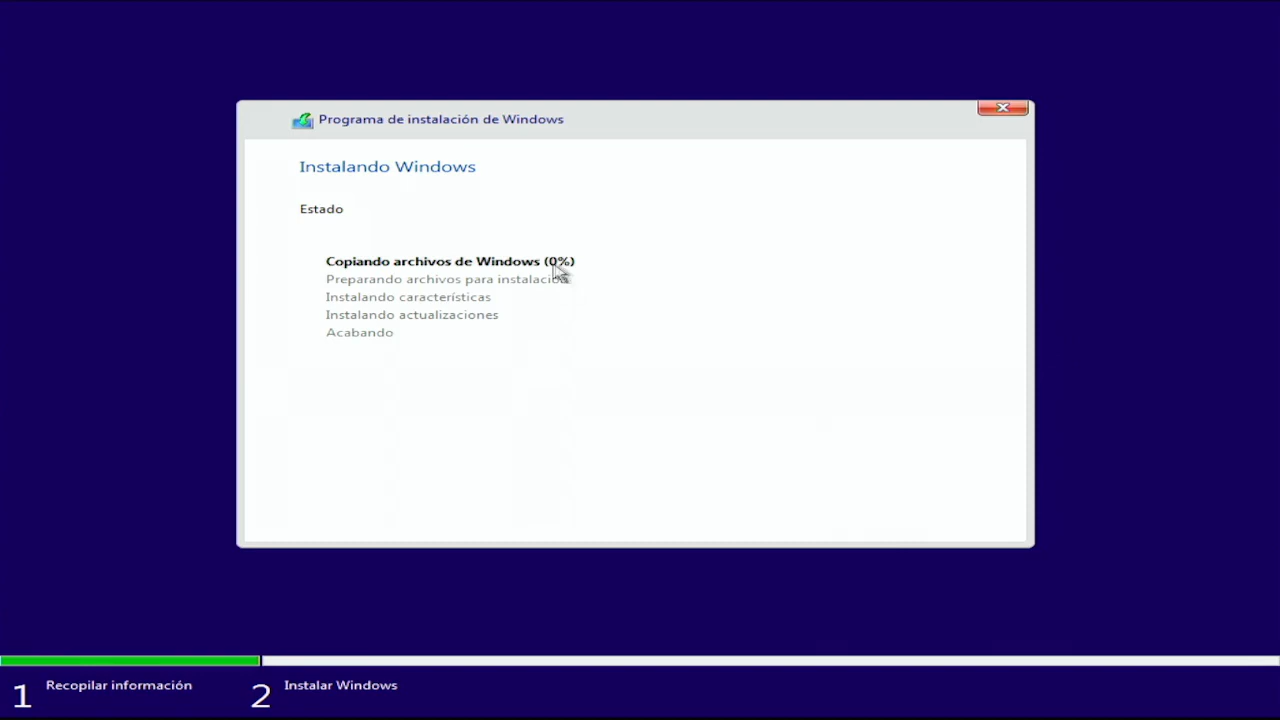 Programa de instalación de Windows
Instalando Windows
Estado
Copiando archivos de Windows (0%)
Preparando archivos para instalación
Instalando características
Instalando actualizaciones
Acabando
1 Recopilar información
2 Instalar Windows